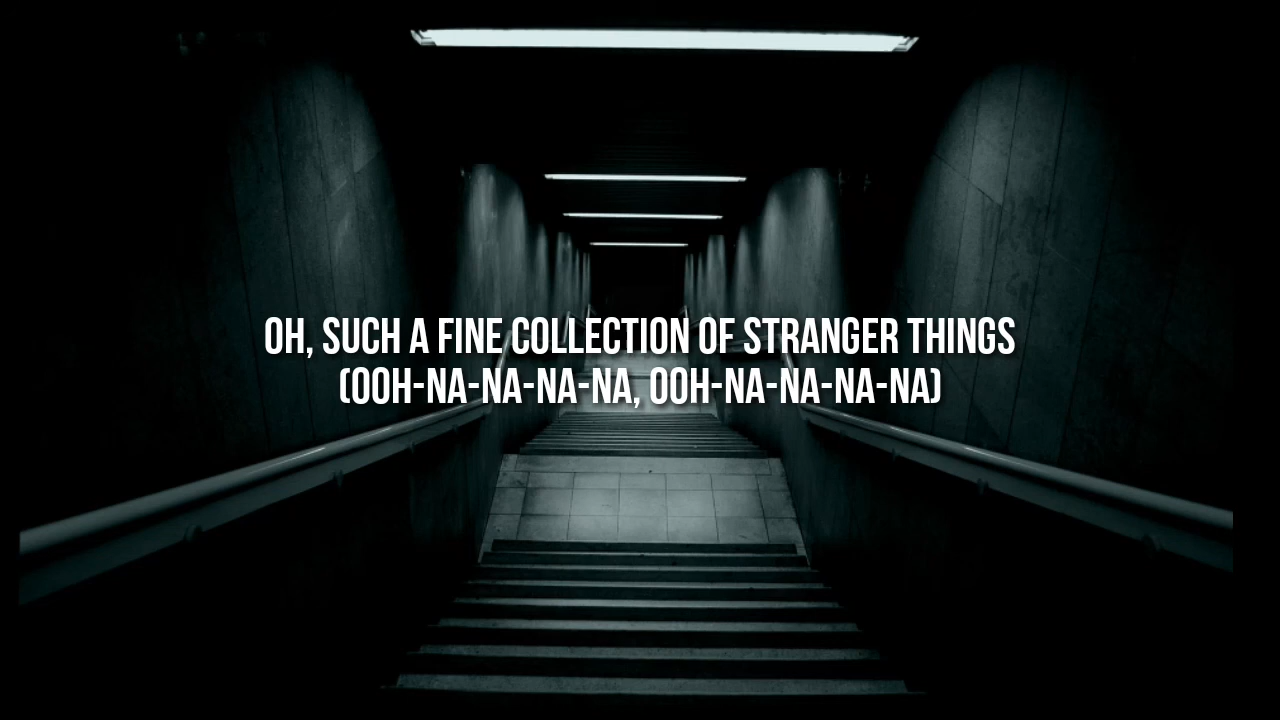 OH, SUCH A FINE COLLECTION OF STRANGER THINGS
(OOH-NA-NA-NA-NA, OOH-NA-NA-NA-NA)